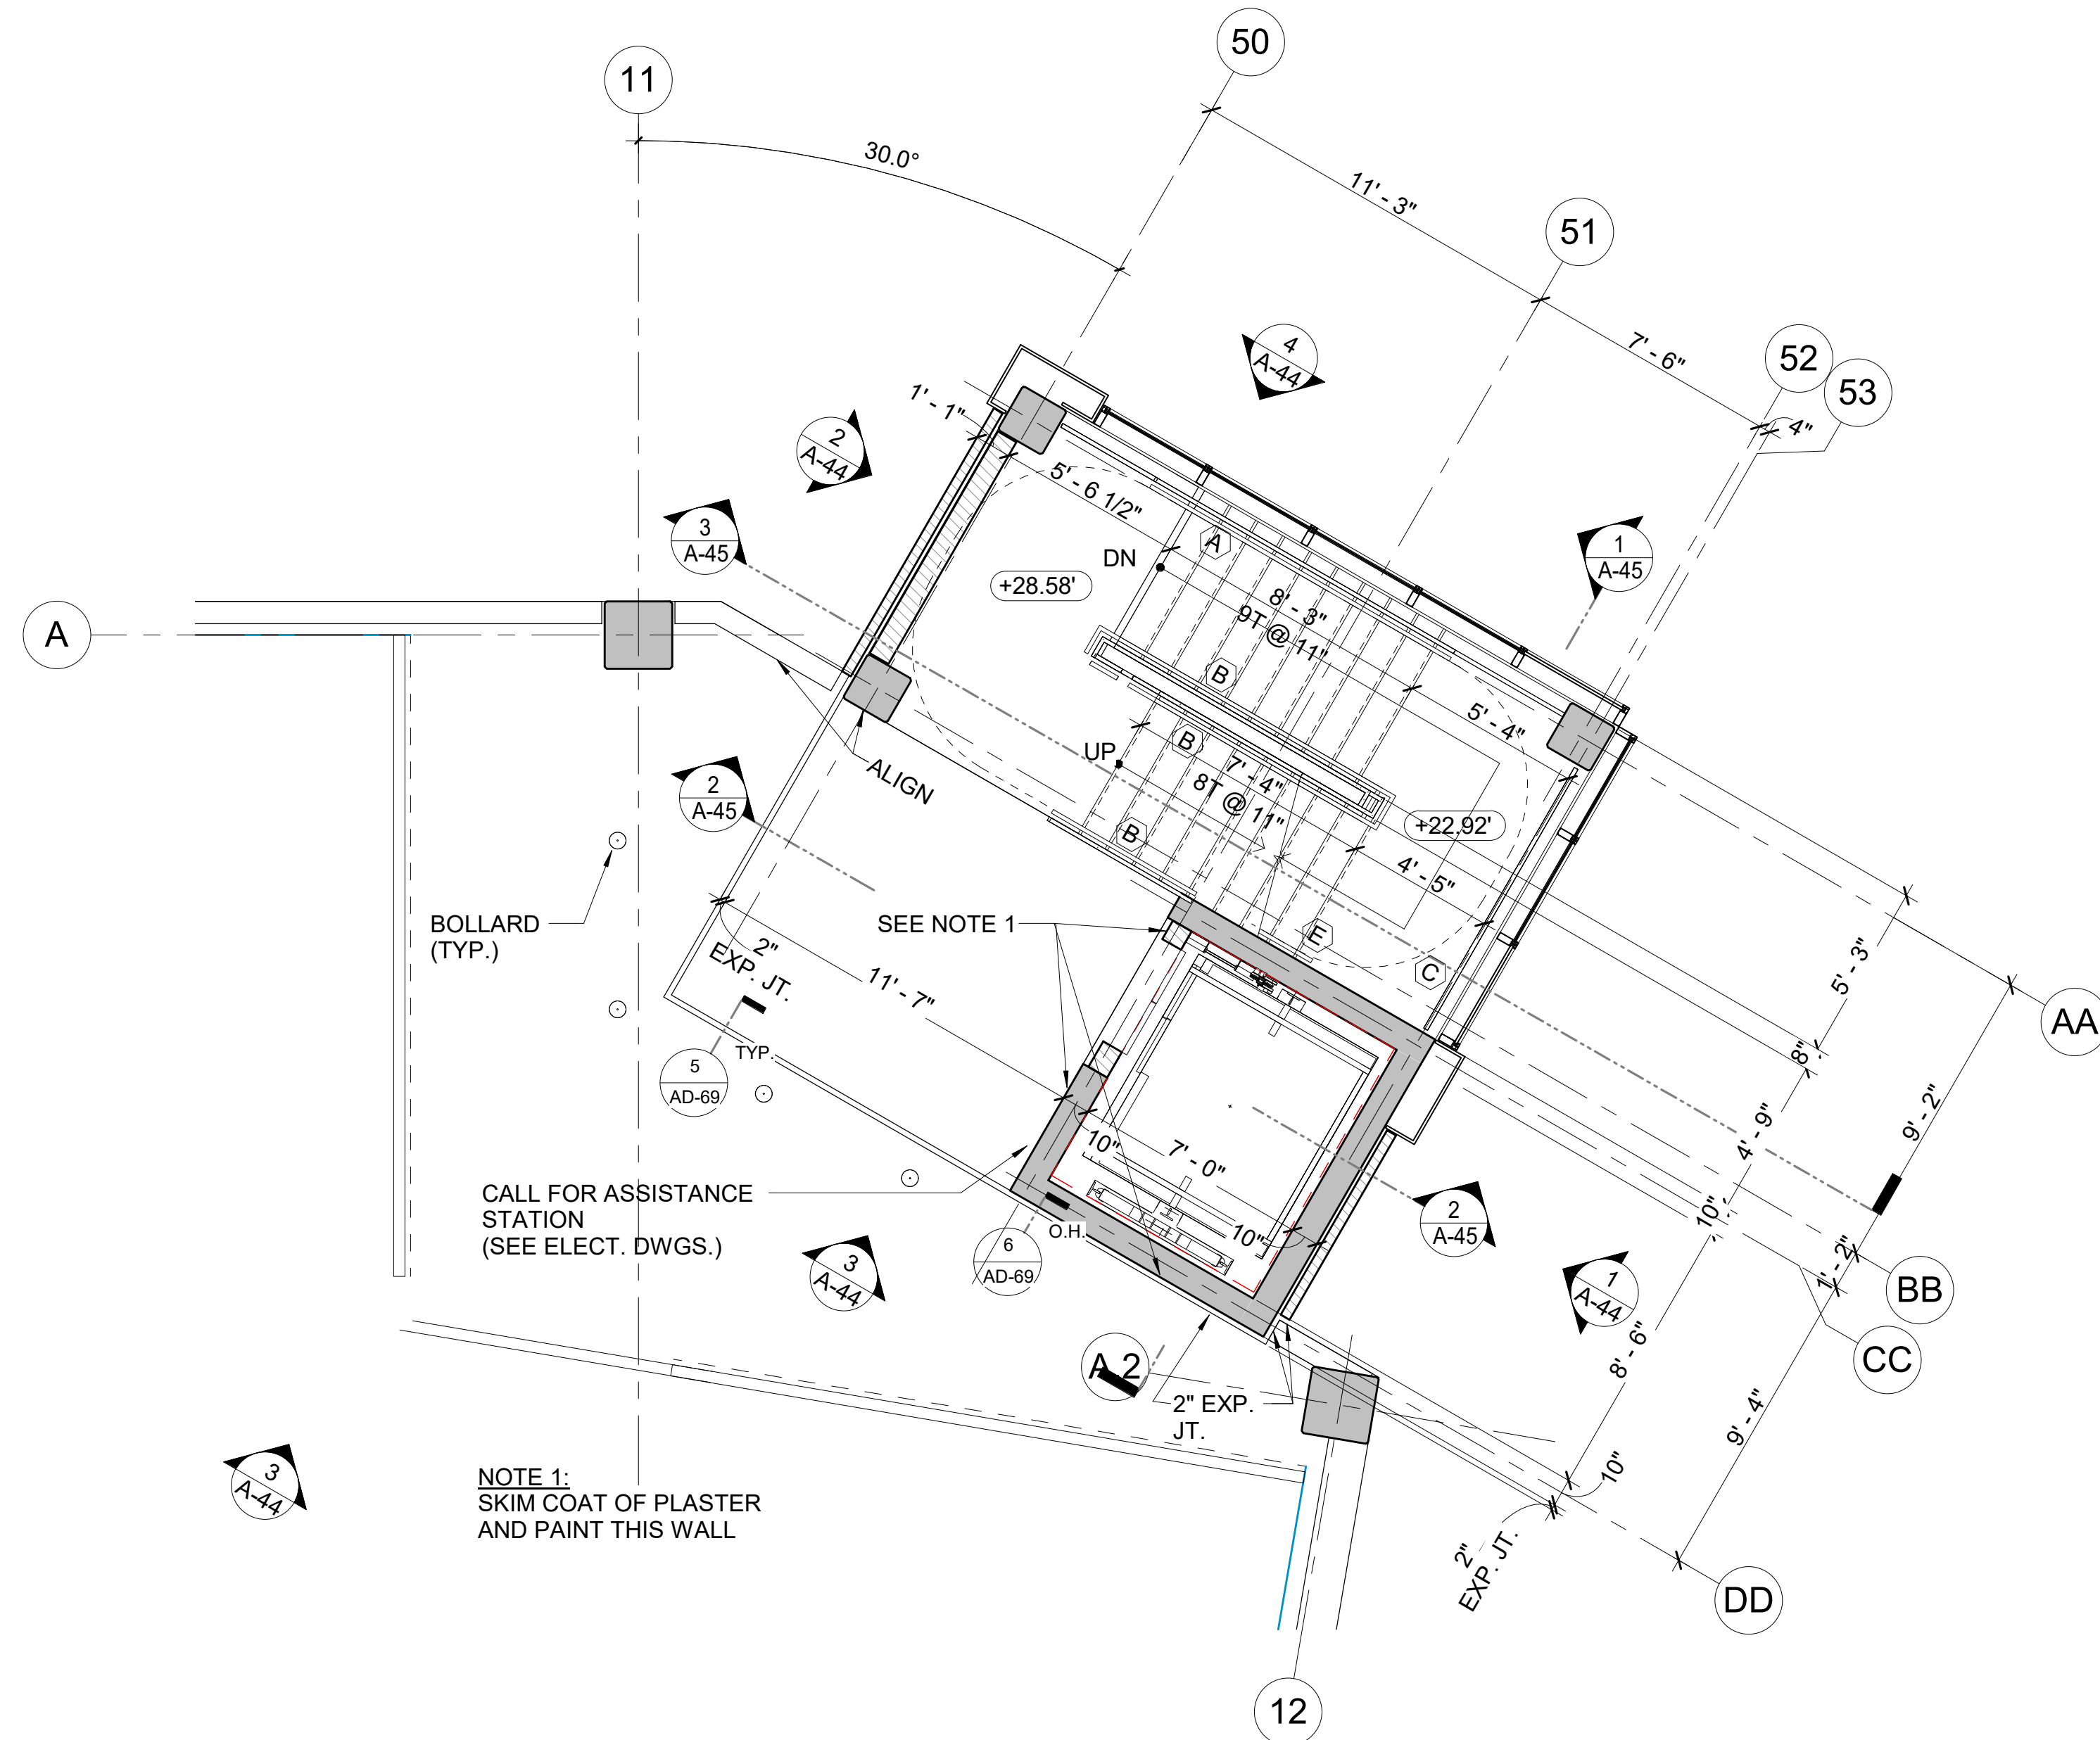 50
11
30.0°
11' - 3"
51
7' - 6"
52
53
4"
4
A-44
1' - 1"
2
A-44
5' - 6 1/2"
3
A-45
DN
A
1
A-45
+28.58'
8' - 3"
9T @ 11"
A
B
5' - 4"
B
UP
7' - 4"
8T @ 11"
ALIGN
2
A-45
B
+22.92'
4' - 5"
BOLLARD
(TYP.)
SEE NOTE 1
E
C
2"
EXP. JT.
11' - 7"
5' - 3"
AA
TYP.
5
AD-69
8"
9' - 2"
10"
7' - 0"
4' - 9"
CALL FOR ASSISTANCE
STATION
(SEE ELECT. DWGS.)
O.H.
6
AD-69
10"
2
A-45
10"
1' - 2"
BB
3
A-44
1
A-44
CC
A.2
8' - 6"
2" EXP.
JT.
9' - 4"
3
A-44
NOTE 1:
SKIM COAT OF PLASTER
AND PAINT THIS WALL
10"
2"
EXP. JT.
DD
12